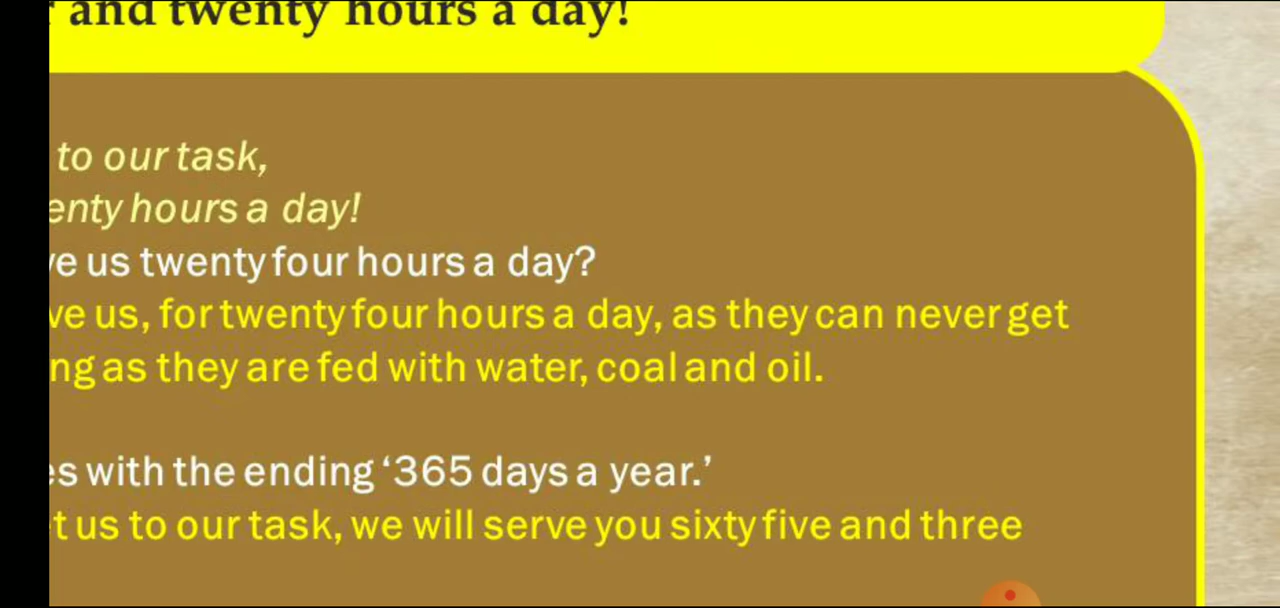 and twenty hours a day!
to our task,
enty hours a day!
ve us twenty four hours a day?
ve us, for twenty four hours a day, as they can never get
ng as they are fed with water, coal and oil.
es with the ending ‘365 days a year.’
t us to our task, we will serve you sixty five and three